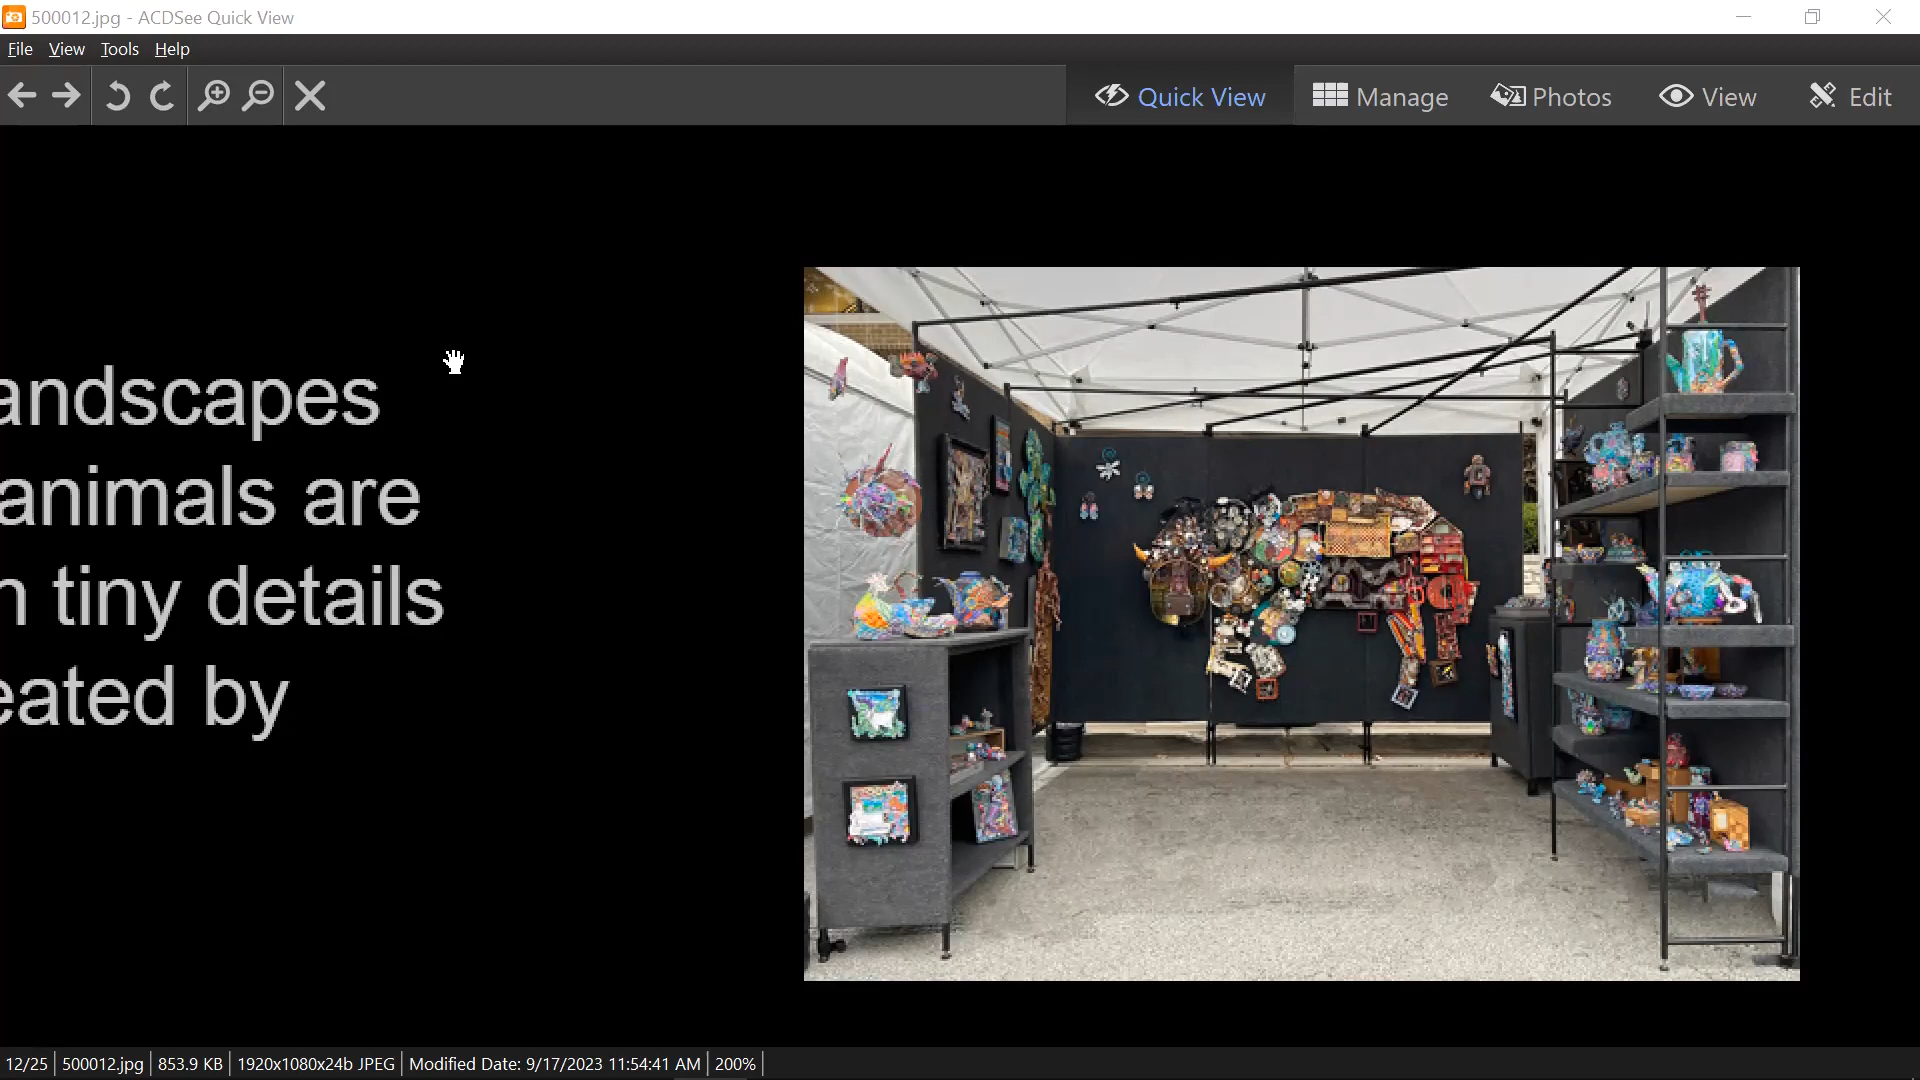 500012.jpg - ACDSee Quick View
File View Tools Help
Quick View Manage Photos View Edit
andscapes
animals are
tiny details
eated by
12/25 500012.jpg 853.9 KB 1920x1080x24b JPEG Modified Date: 9/17/2023 11:54:41 AM 200%